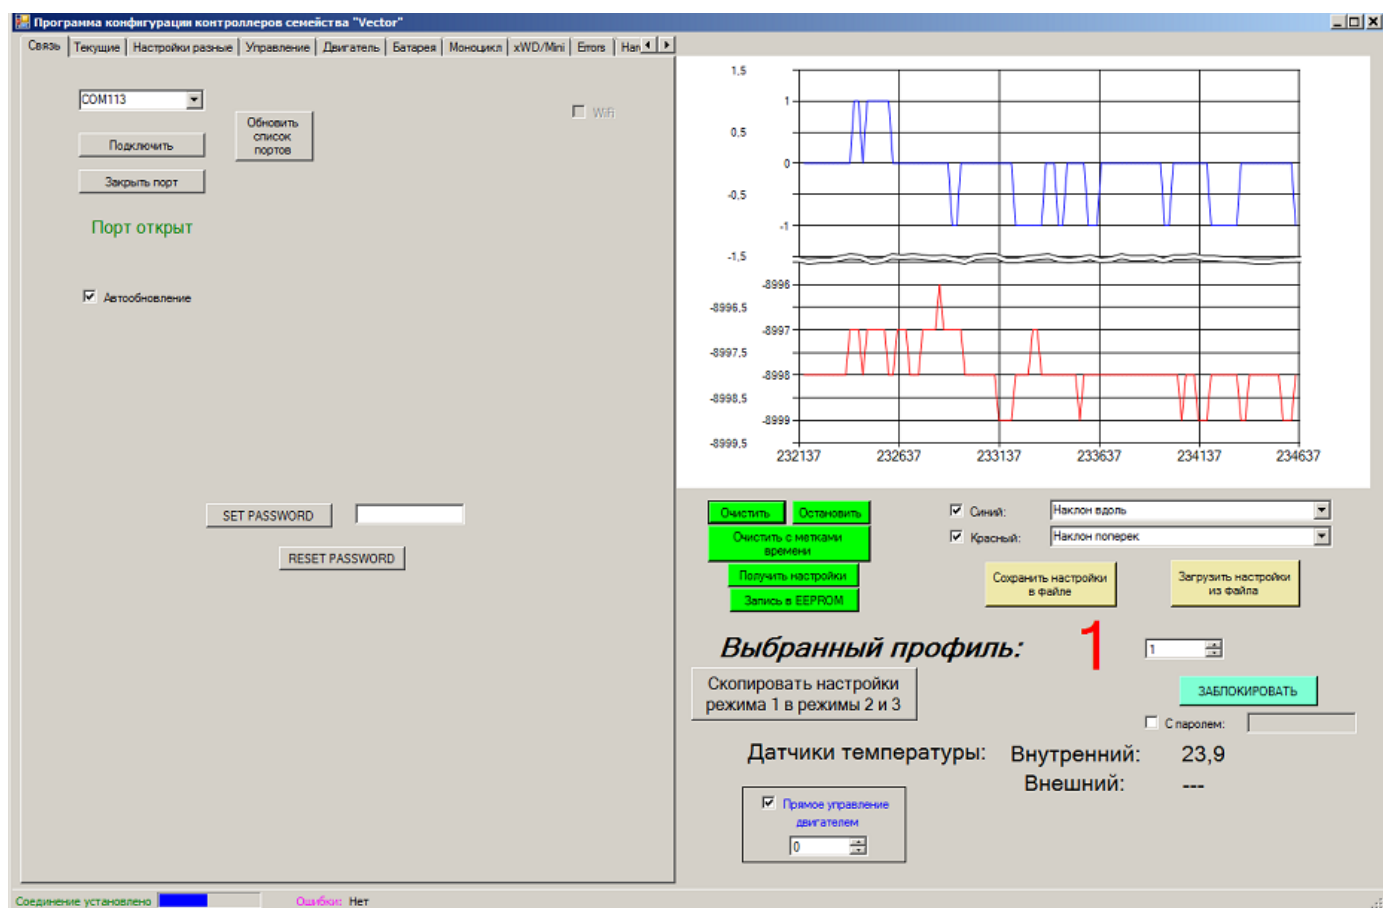 Программа конфигурации контроллеров семейства "Vector"
Связь Текущие Настройки разные Управление Двигатель Батарея Моноцикл xWD/Mini Errors Нап
COM113
Обновить
список
портов
WiFi
Подключить
Закрыть порт
Порт открыт
Автообновление
SET PASSWORD
RESET PASSWORD
1,5
1
0,5
0
-0,5
-1
-1,5
-8996
-8996,5
-8997
-8997,5
-8998
-8998,5
-8999
-8999,5
232137 232637 233137 233637 234137 234637
Очистить Остановить
Очистить с метками
времени
Получить настройки
Запись в EEPROM
Синий: Наклон вдоль
Красный: Наклон поперек
Сохранить настройки
в файле
Загрузить настройки
из файла
Выбранный профиль: 1 1
Скопировать настройки
режима 1 в режимы 2 и 3
ЗАБЛОКИРОВАТЬ
С паролем:
Датчики температуры: Внутренний: 23,9
Внешний: ---
Прямое управление
двигателем
0
Соединение установлено Ошибки: Нет